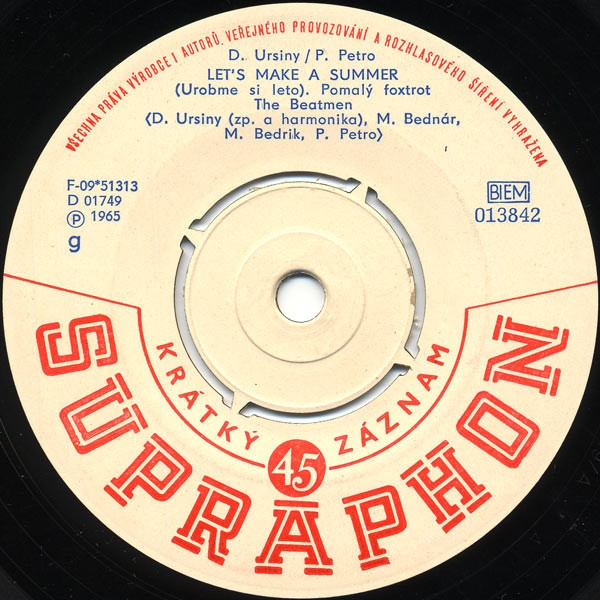 VŠECHNA PRÁVA VÝROBCE I AUTORŮ. VEŘEJNÉHO PROVOZOVÁNÍ A ROZHLASOVÉHO ŠÍŘENÍ VYHRAŽENA
D. Ursiny / P. Petro
LET'S MAKE A SUMMER
(Urobme si leto). Pomalý foxtrot
The Beatmen
(D. Ursiny (zp. a harmonika), M. Bednár,
M. Bedrik, P. Petro)
F-09*51313
D 01749
Ⓟ 1965
g
BIEM
013842
KRÁTKÝ
45
ZÁZNAM
SUPRAPHON